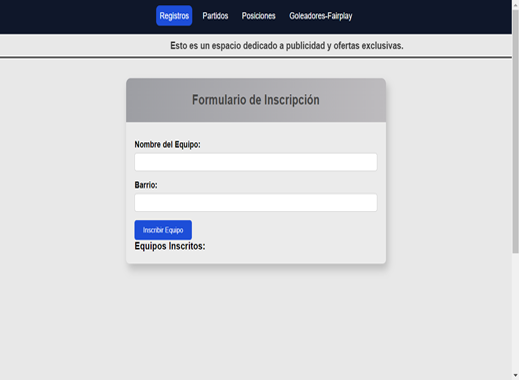 Registros Partidos Posiciones Goleadores-Fairplay
Esto es un espacio dedicado a publicidad y ofertas exclusivas.
Formulario de Inscripción
Nombre del Equipo:
Barrio:
Inscribir Equipo
Equipos Inscritos: